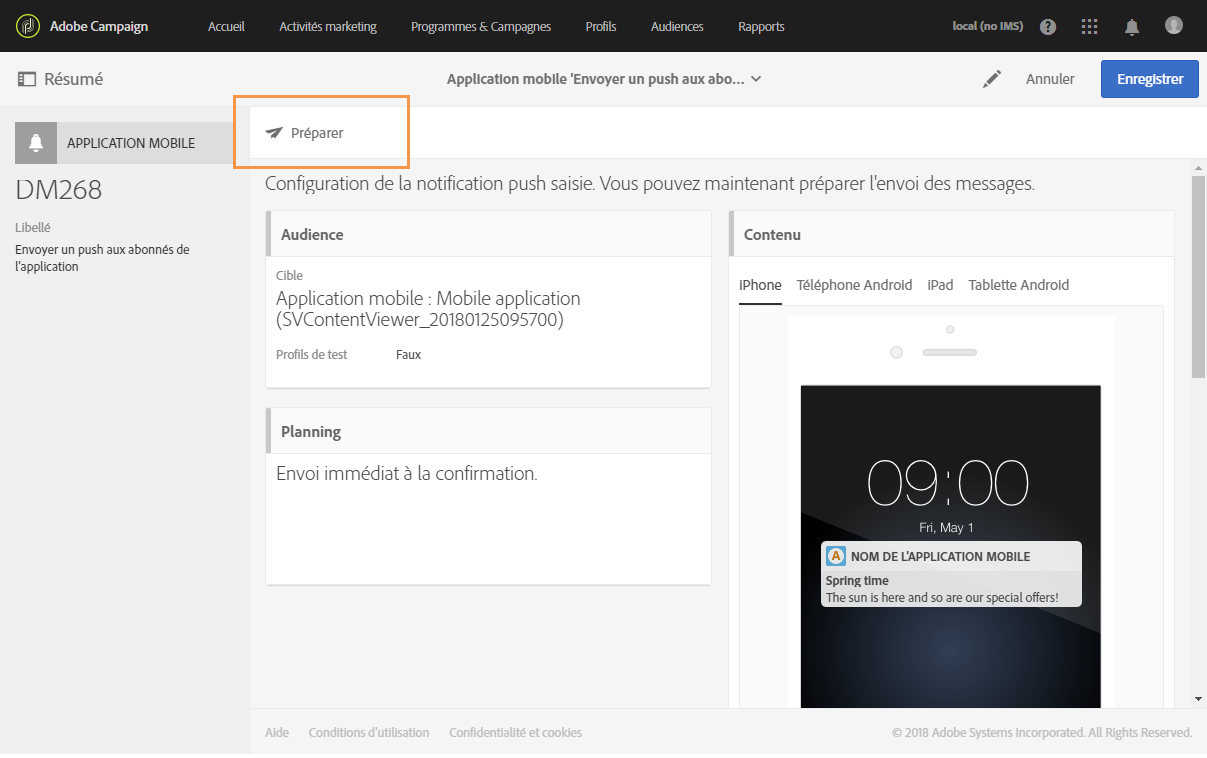 Adobe Campaign
Accueil
Activités marketing
Programmes & Campagnes
Profils
Audiences
Rapports
local (no IMS)
Résumé
Application mobile 'Envoyer un push aux abo...
Annuler
Enregistrer
APPLICATION MOBILE
DM268
Libellé
Envoyer un push aux abonnés de
l'application
Préparer
Configuration de la notification push saisie. Vous pouvez maintenant préparer l'envoi des messages.
Audience
Cible
Application mobile : Mobile application
(SVContentViewer_20180125095700)
Profils de test Faux
Planning
Envoi immédiat à la confirmation.
Contenu
iPhone
Téléphone Android
iPad
Tablette Android
09:00
Fri, May 1
A NOM DE L'APPLICATION MOBILE
Spring time
The sun is here and so are our special offers!
Aide
Conditions d'utilisation
Confidentialité et cookies
© 2018 Adobe Systems Incorporated. All Rights Reserved.